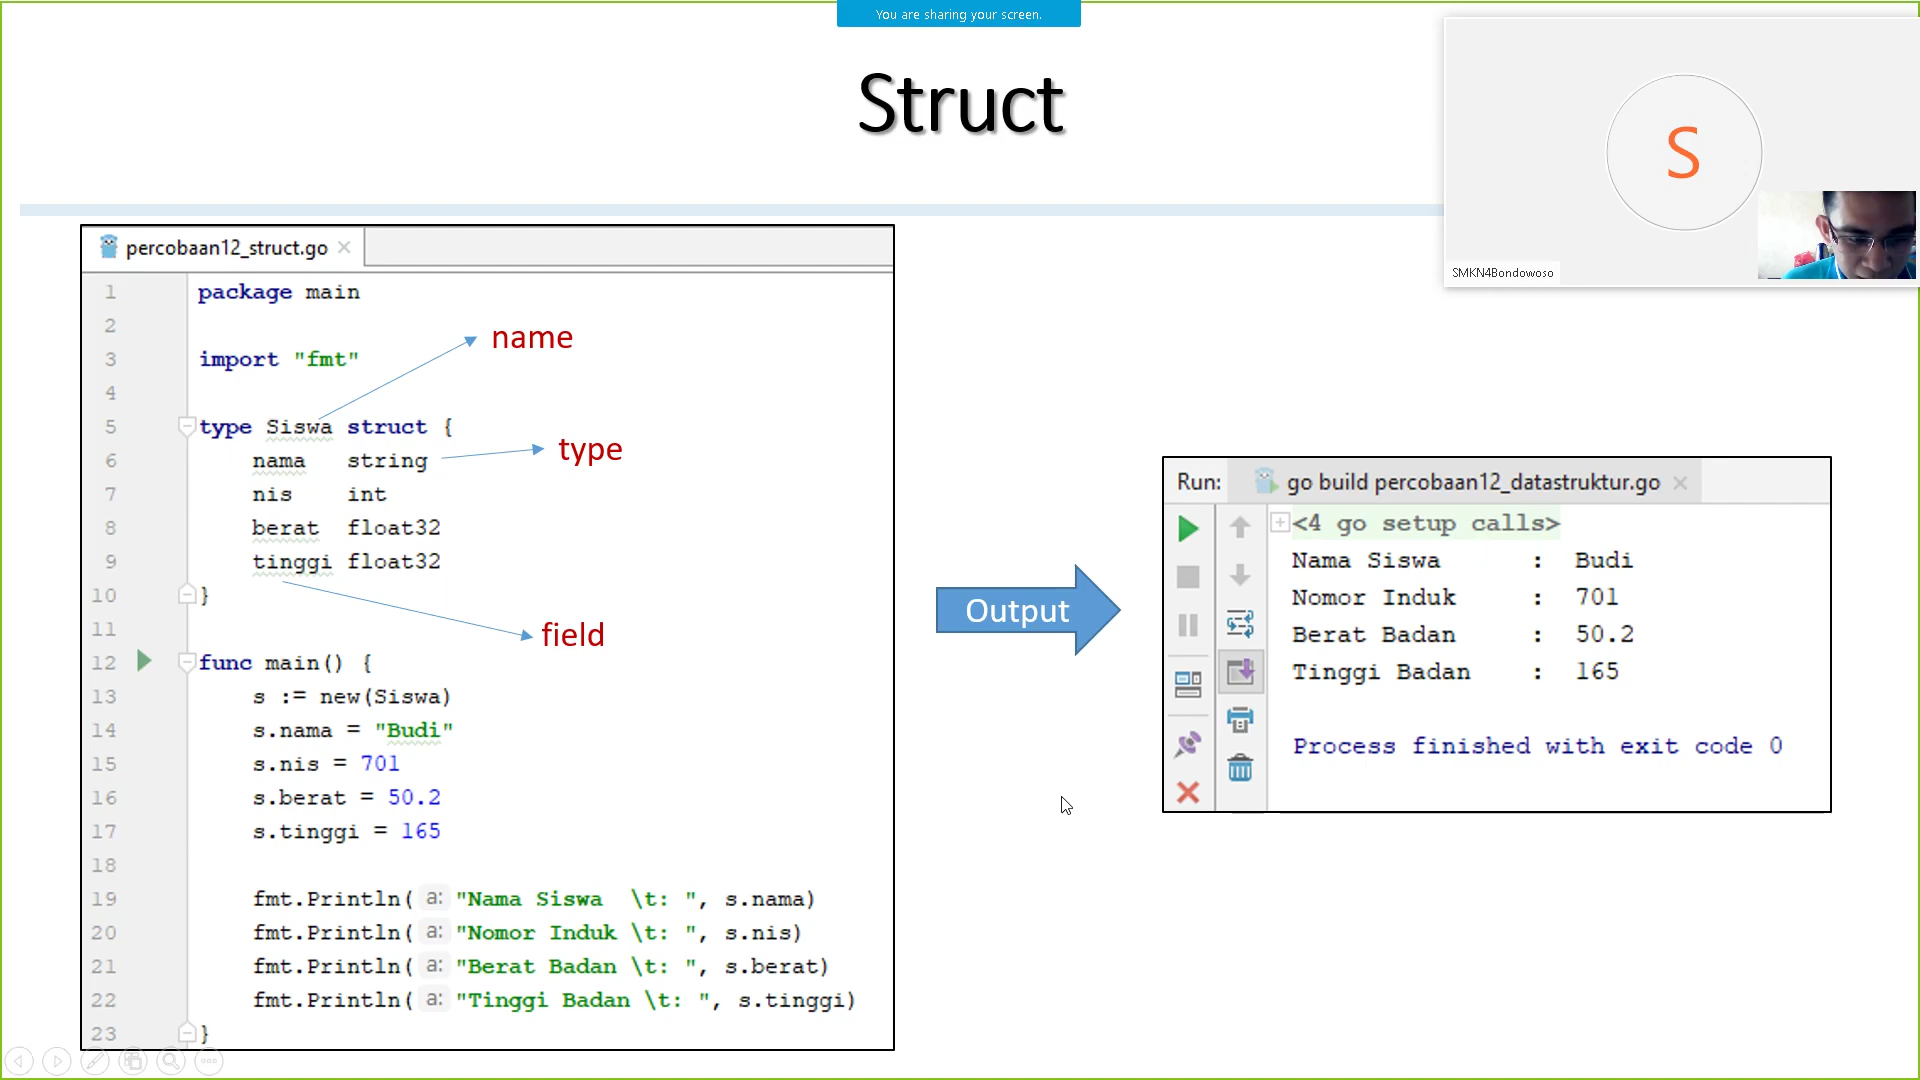 You are sharing your screen.
Struct
S
SMKN4Bondowoso
percobaan12_struct.go
1 package main
2
3 import "fmt"
4
5 type Siswa struct {
6 nama string
7 nis int
8 berat float32
9 tinggi float32
10 }
11
12 func main() {
13 s := new(Siswa)
14 s.nama = "Budi"
15 s.nis = 701
16 s.berat = 50.2
17 s.tinggi = 165
18
19 fmt.Println( a: "Nama Siswa \t: ", s.nama)
20 fmt.Println( a: "Nomor Induk \t: ", s.nis)
21 fmt.Println( a: "Berat Badan \t: ", s.berat)
22 fmt.Println( a: "Tinggi Badan \t: ", s.tinggi)
23 }
name
type
field
Output
Run: go build percobaan12_datastruktur.go
<4 go setup calls>
Nama Siswa : Budi
Nomor Induk : 701
Berat Badan : 50.2
Tinggi Badan : 165
Process finished with exit code 0